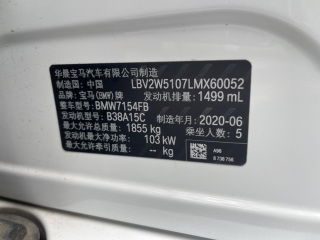 华晨宝马汽车有限公司制造
制造国：中国 LBV2W5107LMX60052
品牌：宝马(BMW)牌 发动机排量：1499 mL
整车型号：BMW7154FB
发动机型号：B38A15C 制造年月：2020-06
最大允许总质量：1855 kg 乘坐人数：5
发动机最大净功率：103 kW
最大允许牵引质量：-- kg
A96
8 738 756